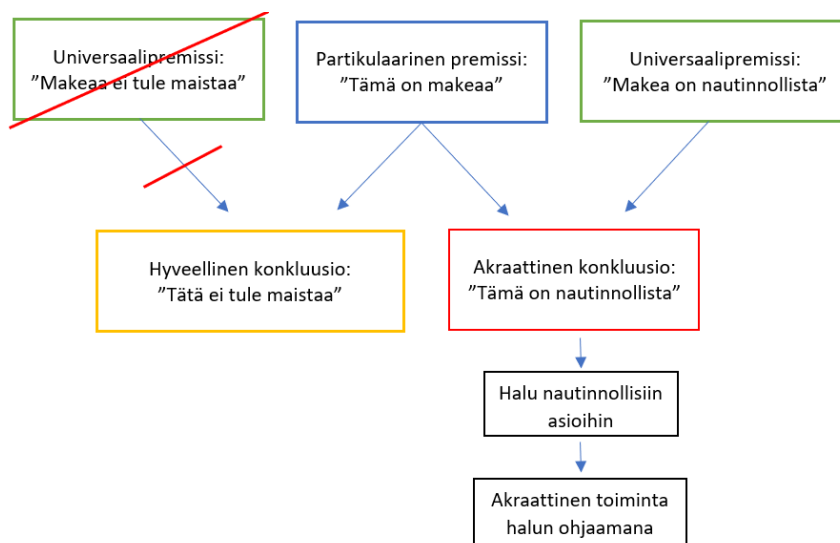 Universaalipremissi:
”Makeaa ei tule maistaa”
Partikulaarinen premissi:
”Tämä on makeaa”
Universaalipremissi:
”Makea on nautinnollista”
Hyveellinen konkluusio:
”Tätä ei tule maistaa”
Akraattinen konkluusio:
”Tämä on nautinnollista”
Halu nautinnollisiin
asioihin
Akraattinen toiminta
halun ohjaamana